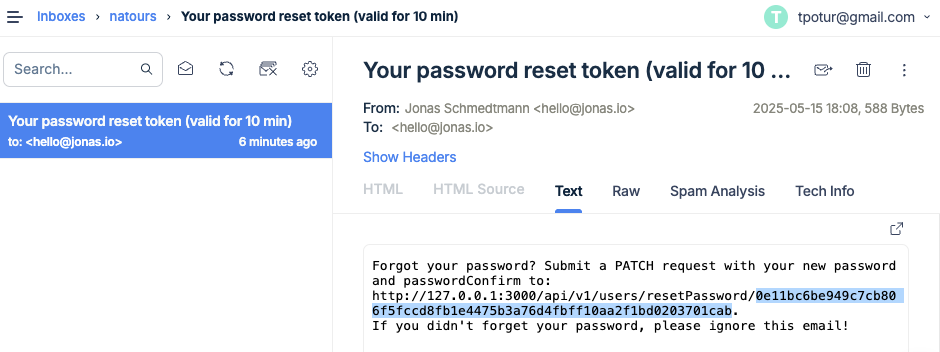 Inboxes › natours › Your password reset token (valid for 10 min)
T tpotur@gmail.com
Search...
Your password reset token (valid for 10 min)
to: <hello@jonas.io> 6 minutes ago
Your password reset token (valid for 10 ...
From: Jonas Schmedtmann <hello@jonas.io> 2025-05-15 18:08, 588 Bytes
To: <hello@jonas.io>
Show Headers
HTML HTML Source Text Raw Spam Analysis Tech Info
Forgot your password? Submit a PATCH request with your new password
and passwordConfirm to:
http://127.0.0.1:3000/api/v1/users/resetPassword/0e11bc6be949c7cb80
6f5fccd8fb1e4475b3a76d4fbff10aa2f1bd0203701cab.
If you didn't forget your password, please ignore this email!